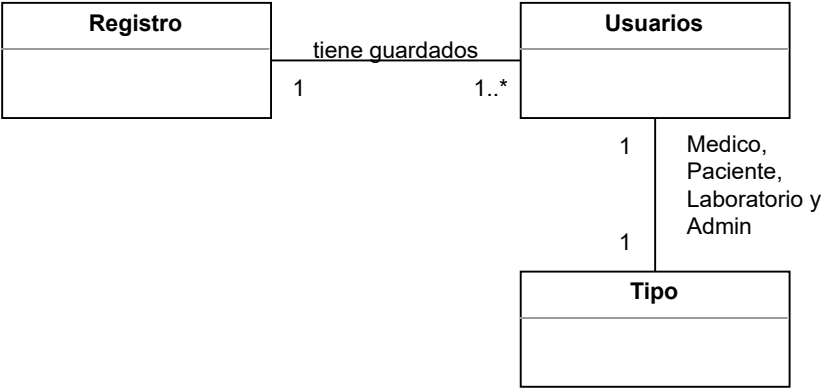 Registro
Usuarios
tiene guardados
1
1..*
1
Medico,
Paciente,
Laboratorio y
Admin
1
Tipo